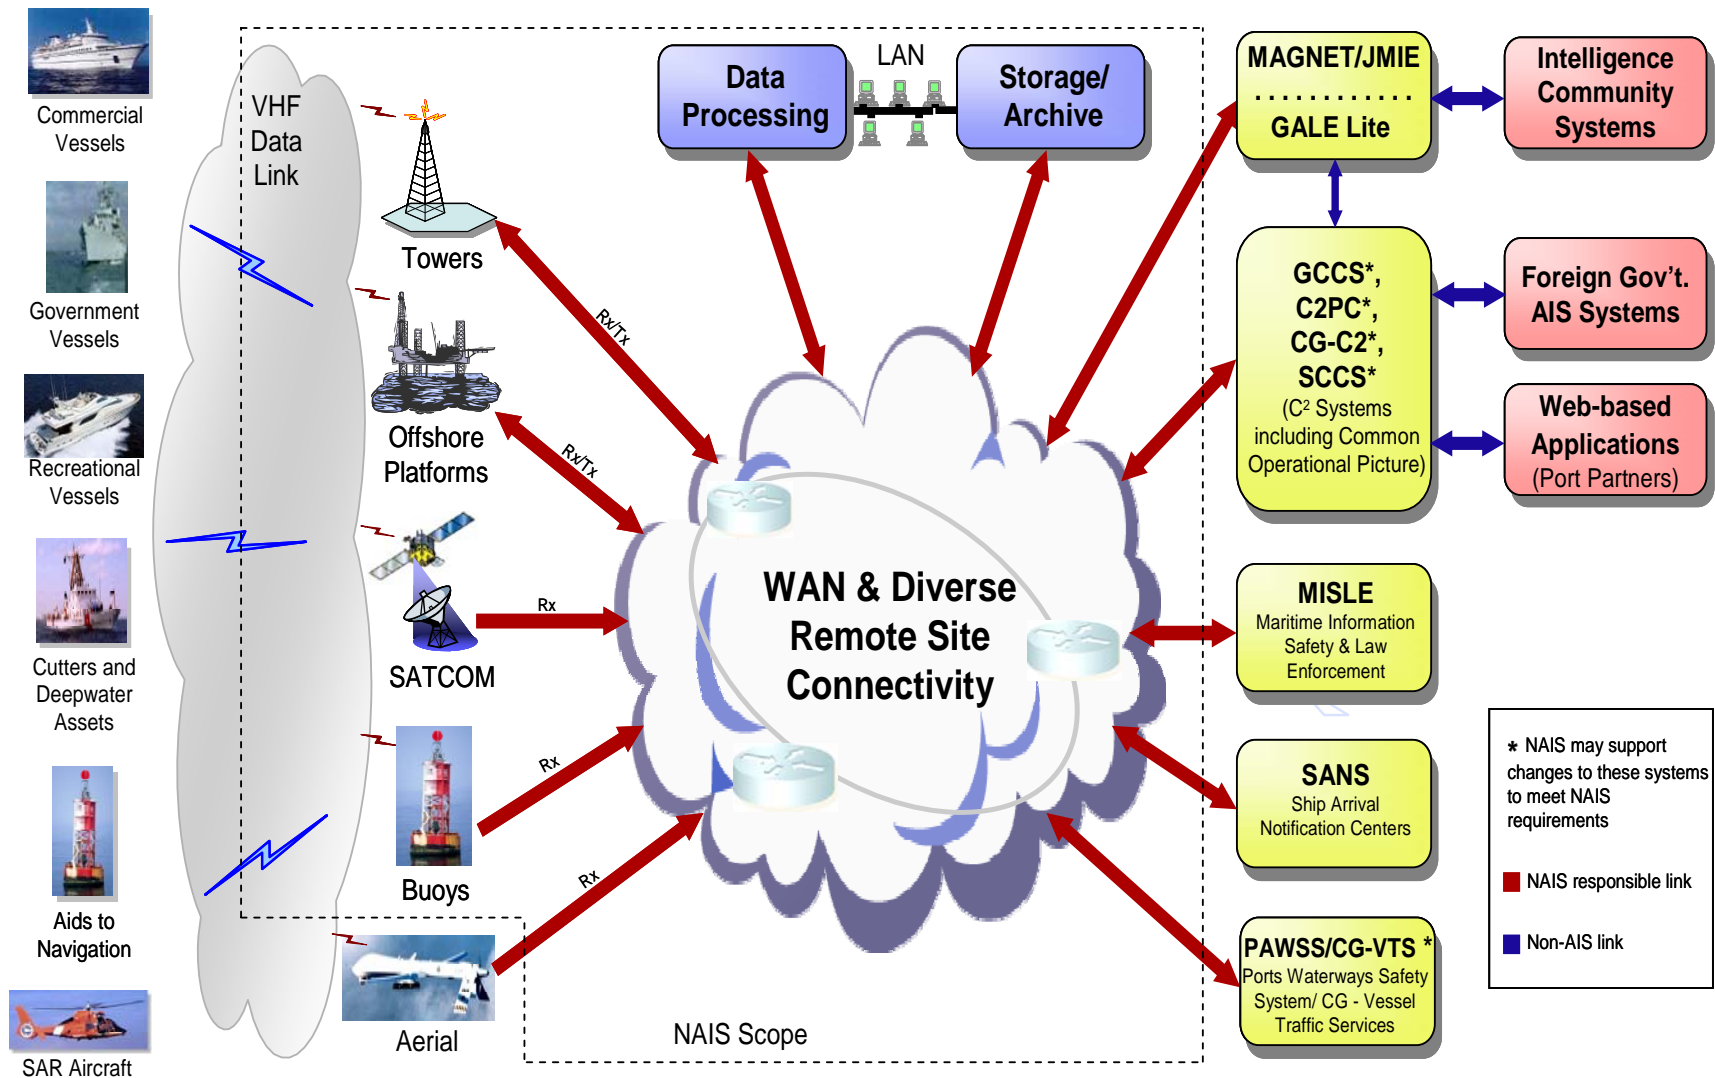 Commercial
Vessels
Government
Vessels
Recreational
Vessels
Cutters and
Deepwater
Assets
Aids to
Navigation
SAR Aircraft
VHF
Data
Link
Towers
Offshore
Platforms
SATCOM
Buoys
Aerial
Rx/Tx
Rx/Tx
Rx
Rx
Rx
Data
Processing
LAN
Storage/
Archive
WAN & Diverse
Remote Site
Connectivity
NAIS Scope
MAGNET/JMIE
. . . . . . . . . . . .
GALE Lite
GCCS*,
C2PC*,
CG-C2*,
SCCS*
(C² Systems
including Common
Operational Picture)
MISLE
Maritime Information
Safety & Law
Enforcement
SANS
Ship Arrival
Notification Centers
PAWSS/CG-VTS *
Ports Waterways Safety
System/ CG - Vessel
Traffic Services
Intelligence
Community
Systems
Foreign Gov't.
AIS Systems
Web-based
Applications
(Port Partners)
* NAIS may support
changes to these systems
to meet NAIS
requirements
NAIS responsible link
Non-AIS link